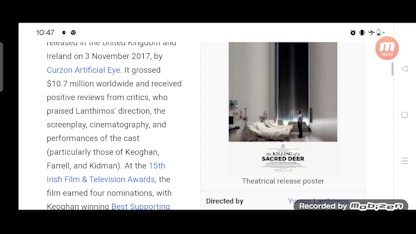 10:47
released in the United Kingdom and
Ireland on 3 November 2017, by
Curzon Artificial Eye. It grossed
$10.7 million worldwide and received
positive reviews from critics, who
praised Lanthimos' direction, the
screenplay, cinematography, and
performances of the cast
(particularly those of Keoghan,
Farrell, and Kidman). At the 15th
Irish Film & Television Awards, the
film earned four nominations, with
Keoghan winning Best Supporting
the KILLING of a
SACRED DEER
Theatrical release poster
Directed by
Recorded by mobizen